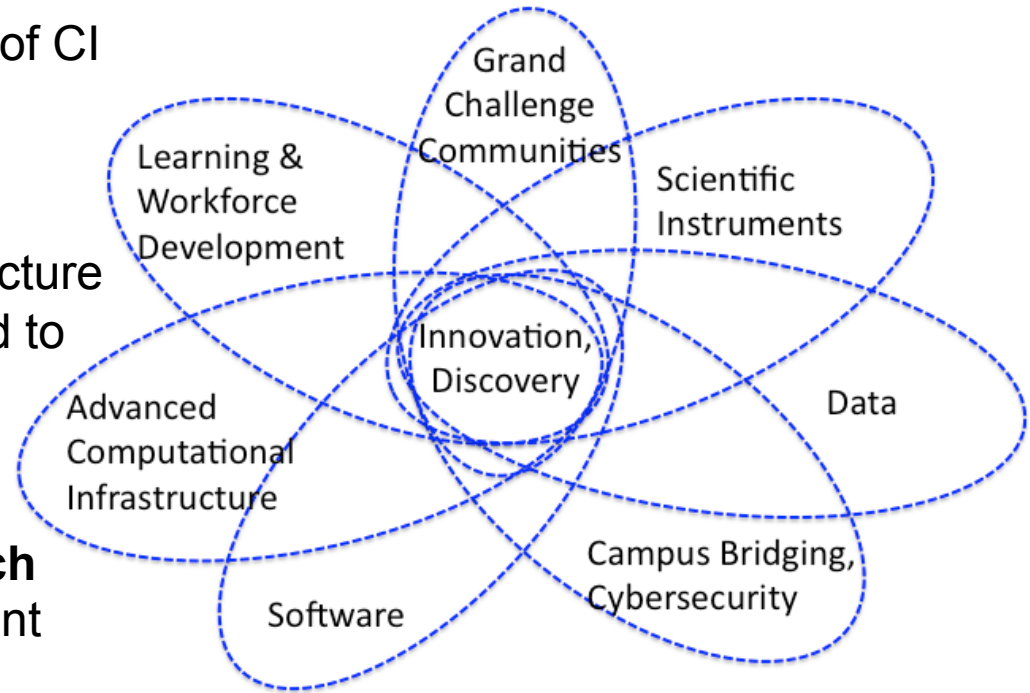 of CI
cture
d to
ch
nt
Grand
Challenge
Communities
Learning &
Workforce
Development
Scientific
Instruments
Innovation,
Discovery
Advanced
Computational
Infrastructure
Data
Campus Bridging,
Cybersecurity
Software